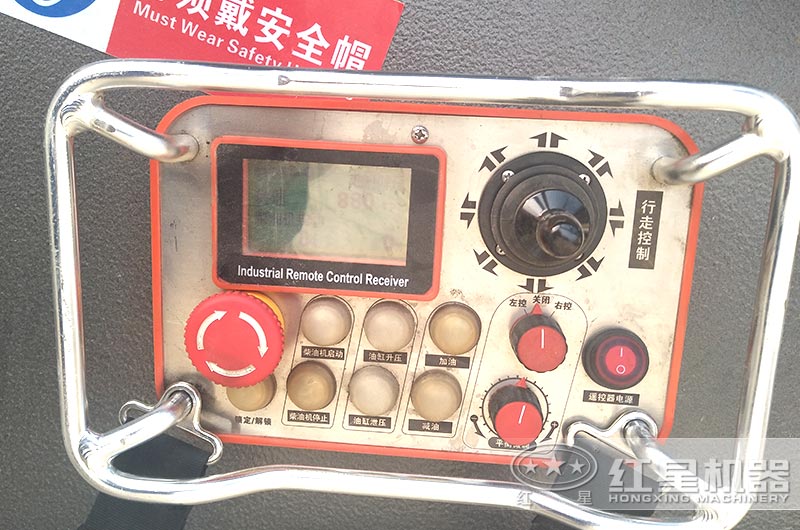 须戴安全帽
Must Wear Safety
Industrial Remote Control Receiver
行走控制
左控 关闭 右控
柴油机启动
油缸升压
加油
遥控器电源
锁定/解锁
柴油机停止
油缸泄压
减油
红星机器
HONGXING MACHINERY
红 星